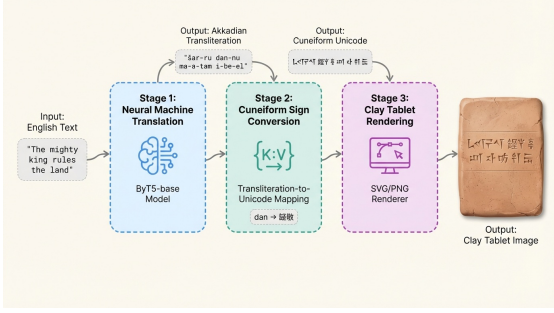 Output: Akkadian
Transliteration
"šar-ru dan-nu
ma-a-tam i-be-el"
Output:
Cuneiform Unicode
Input:
English Text
"The mighty
king rules
the land"
Stage 1:
Neural Machine
Translation
ByT5-base
Model
Stage 2:
Cuneiform Sign
Conversion
{K:V}
Transliteration-to-
Unicode Mapping
dan →
Stage 3:
Clay Tablet
Rendering
SVG/PNG
Renderer
Output:
Clay Tablet Image